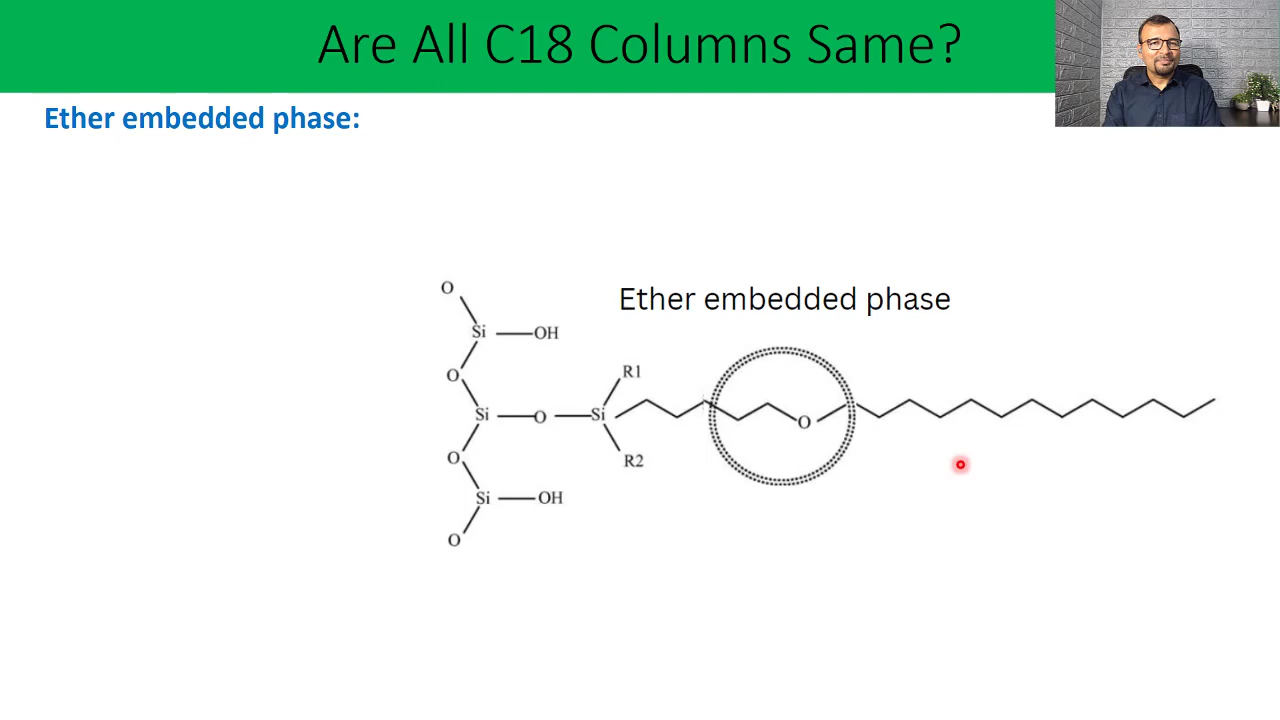 Are All C18 Columns Same?
Ether embedded phase:
Ether embedded phase
O
Si OH
O R1
Si O Si O
O R2
Si OH
O